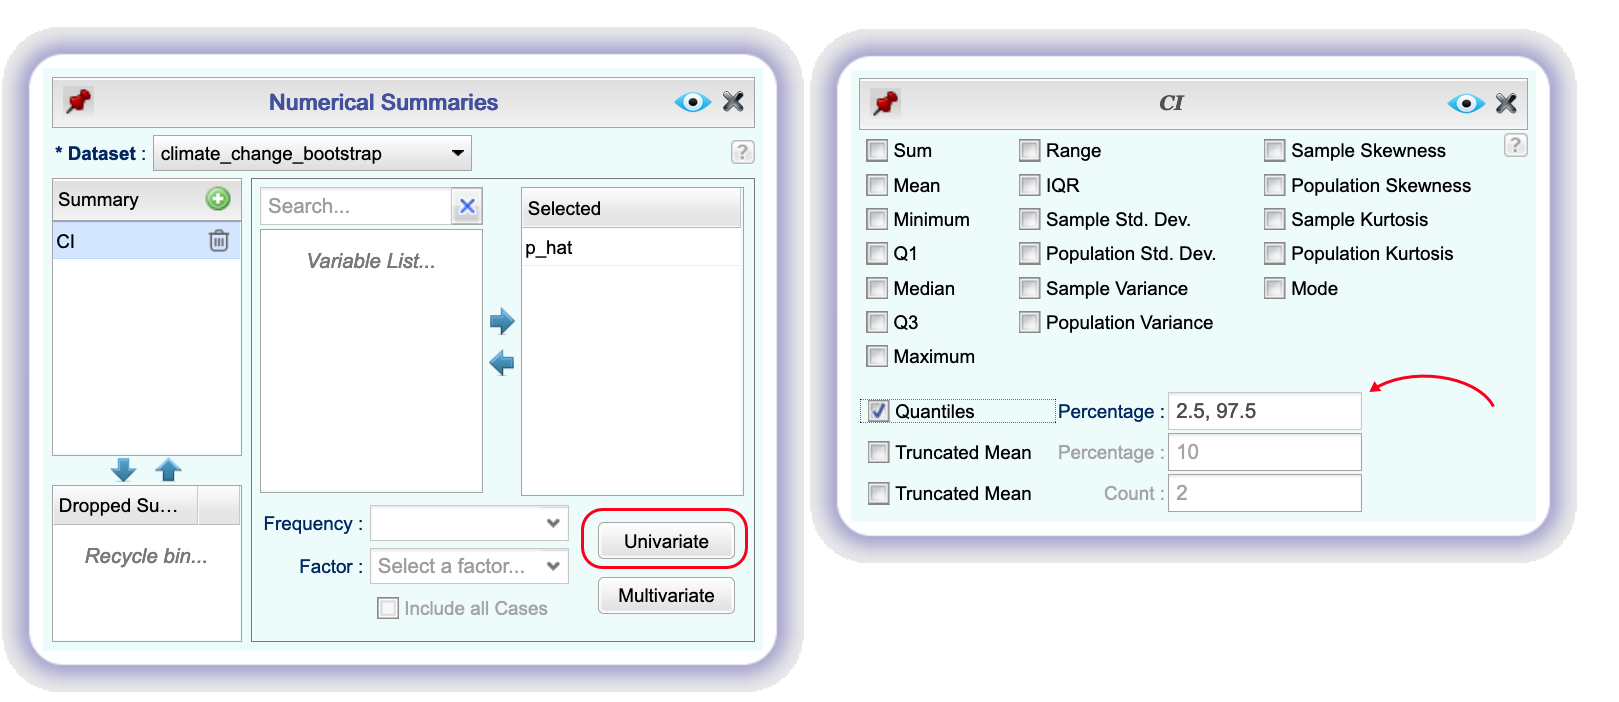 Numerical Summaries
* Dataset : climate_change_bootstrap
?
Summary
CI
Dropped Su...
Recycle bin...
Search...
Variable List...
Selected
p_hat
Frequency :
Factor : Select a factor...
Include all Cases
Univariate
Multivariate
CI
?
Sum Range Sample Skewness
Mean IQR Population Skewness
Minimum Sample Std. Dev. Sample Kurtosis
Q1 Population Std. Dev. Population Kurtosis
Median Sample Variance Mode
Q3 Population Variance
Maximum
Quantiles Percentage : 2.5, 97.5
Truncated Mean Percentage : 10
Truncated Mean Count : 2